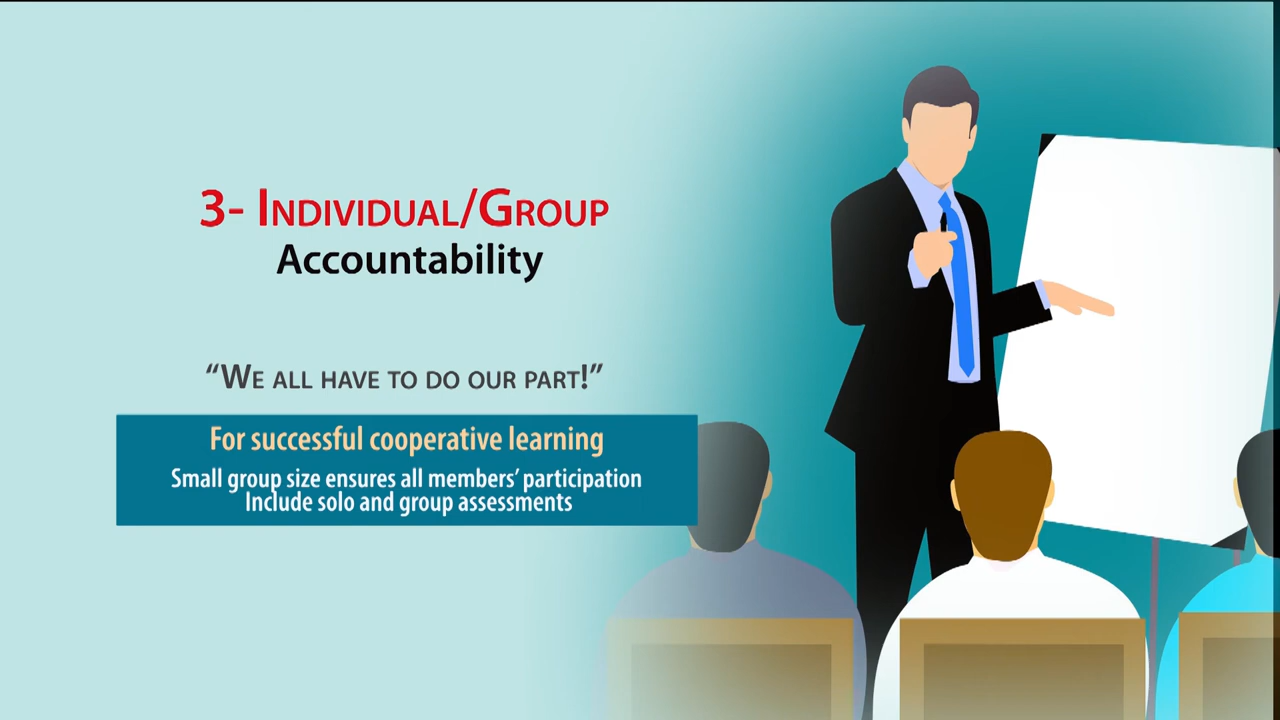 3- Individual/Group
Accountability
“We all have to do our part!”
For successful cooperative learning
Small group size ensures all members’ participation
Include solo and group assessments